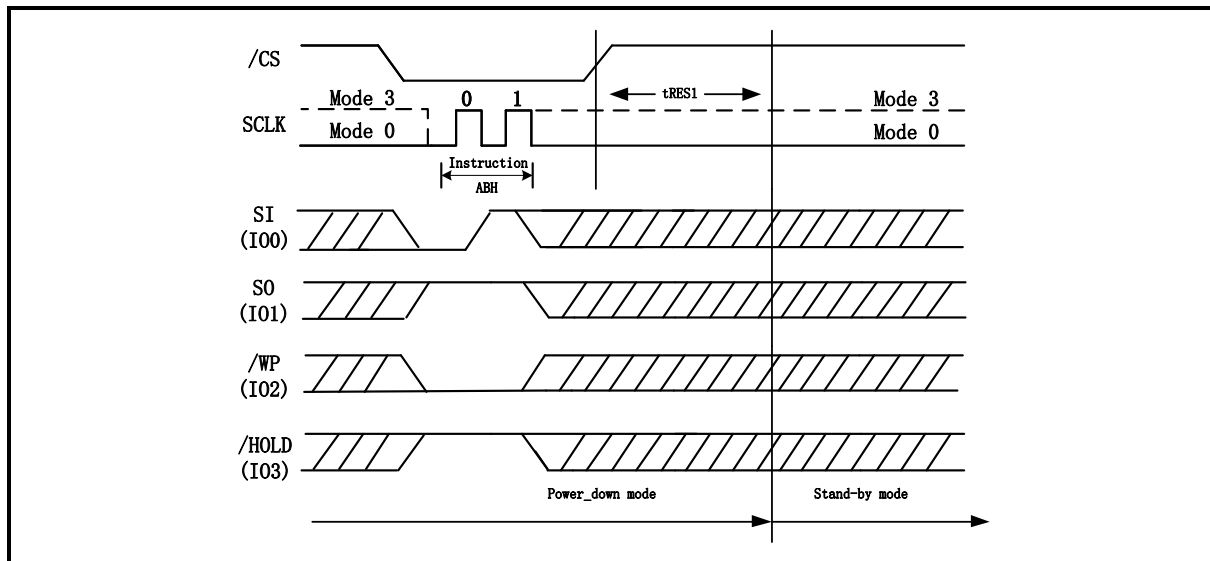 /CS
tRES1
Mode 3 0 1 Mode 3
SCLK
Mode 0 Mode 0
Instruction
ABH
SI
(IO0)
SO
(IO1)
/WP
(IO2)
/HOLD
(IO3)
Power_down mode Stand-by mode